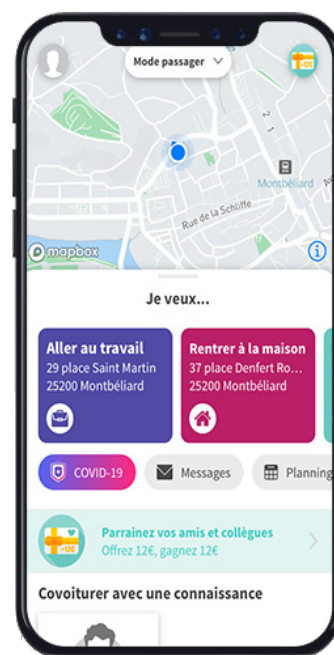 Mode passager
+12€
Montbéliard
Rue de la Schliffe
mapbox
Je veux...
Aller au travail
29 place Saint Martin
25200 Montbéliard
Rentrer à la maison
37 place Denfert Ro...
25200 Montbéliard
COVID-19
Messages
Planning
+12€
Parrainez vos amis et collègues
Offrez 12€, gagnez 12€
Covoiturer avec une connaissance